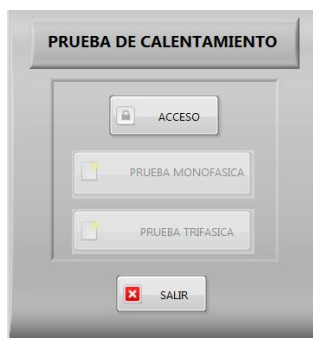 PRUEBA DE CALENTAMIENTO
ACCESO
PRUEBA MONOFASICA
PRUEBA TRIFASICA
SALIR